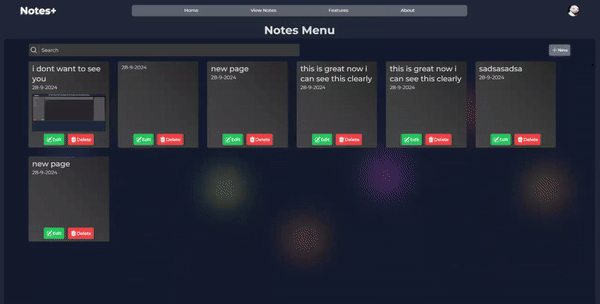 Notes+
Home
View Notes
Features
About
Notes Menu
Search
New
i dont want to see
you
28-9-2024
Edit
Delete
28-9-2024
Edit
Delete
new page
28-9-2024
Edit
Delete
this is great now i
can see this clearly
28-9-2024
Edit
Delete
this is great now i
can see this clearly
28-9-2024
Edit
Delete
sadsasadsa
28-9-2024
Edit
Delete
new page
28-9-2024
Edit
Delete